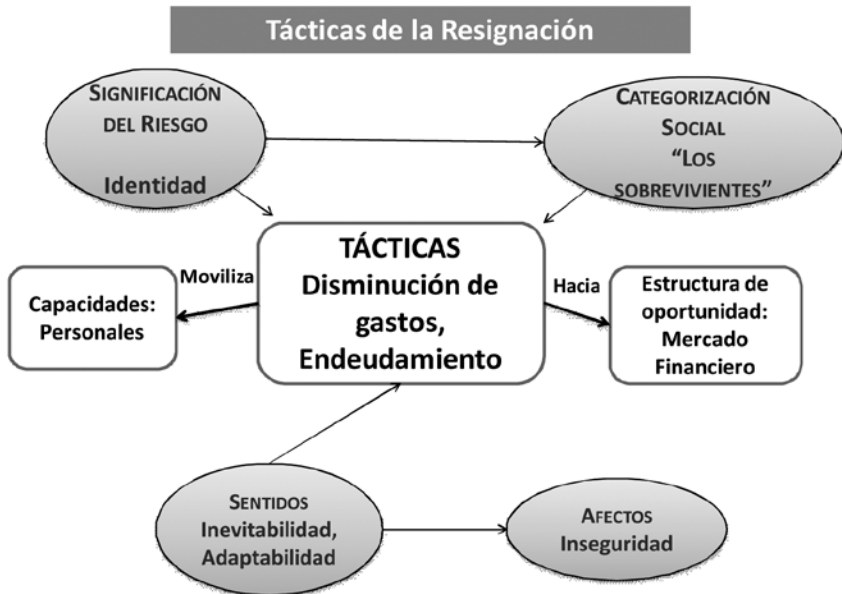 Tácticas de la Resignación
SIGNIFICACIÓN
DEL RIESGO
Identidad
CATEGORIZACIÓN
SOCIAL
“LOS
SOBREVIVIENTES”
TÁCTICAS
Disminución de
gastos,
Endeudamiento
Moviliza
Capacidades:
Personales
Hacia
Estructura de
oportunidad:
Mercado
Financiero
SENTIDOS
Inevitabilidad,
Adaptabilidad
AFECTOS
Inseguridad